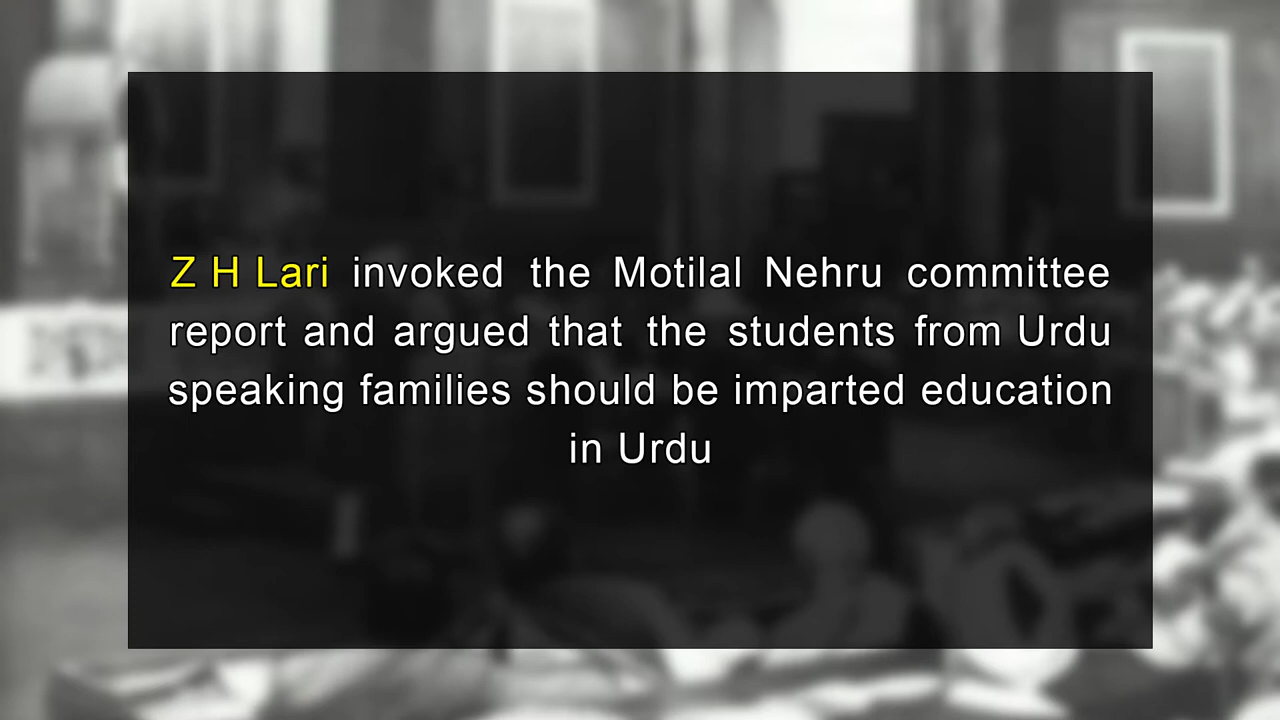 Z H Lari invoked the Motilal Nehru committee
report and argued that the students from Urdu
speaking families should be imparted education
in Urdu